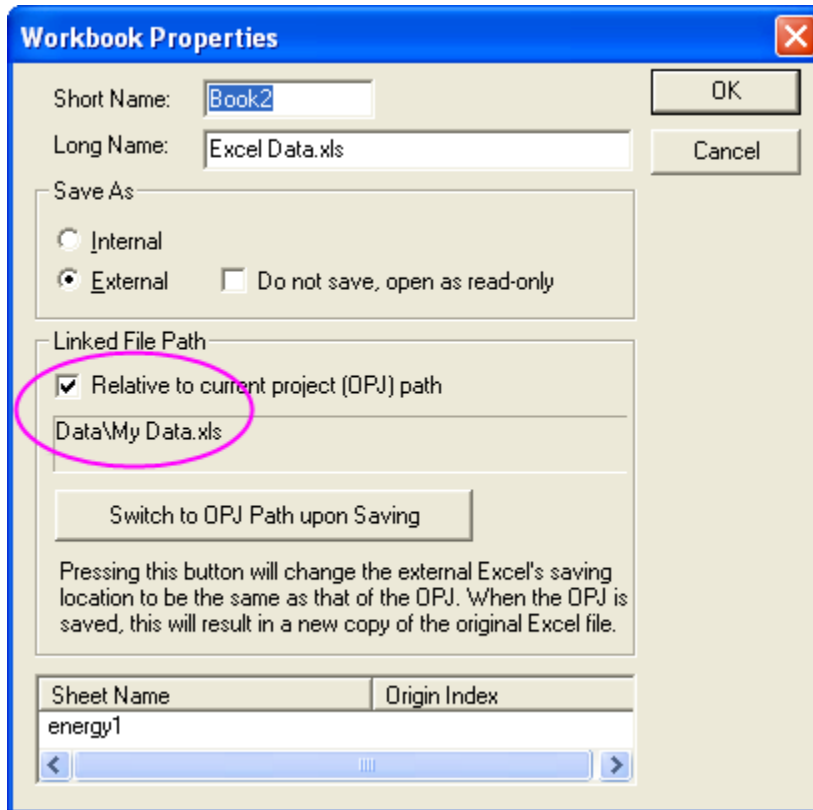 Workbook Properties
Short Name: Book2 OK
Long Name: Excel Data.xls Cancel
Save As
Internal
External Do not save, open as read-only
Linked File Path
Relative to current project (OPJ) path
Data\My Data.xls
Switch to OPJ Path upon Saving
Pressing this button will change the external Excel's saving
location to be the same as that of the OPJ. When the OPJ is
saved, this will result in a new copy of the original Excel file.
Sheet Name Origin Index
energy1